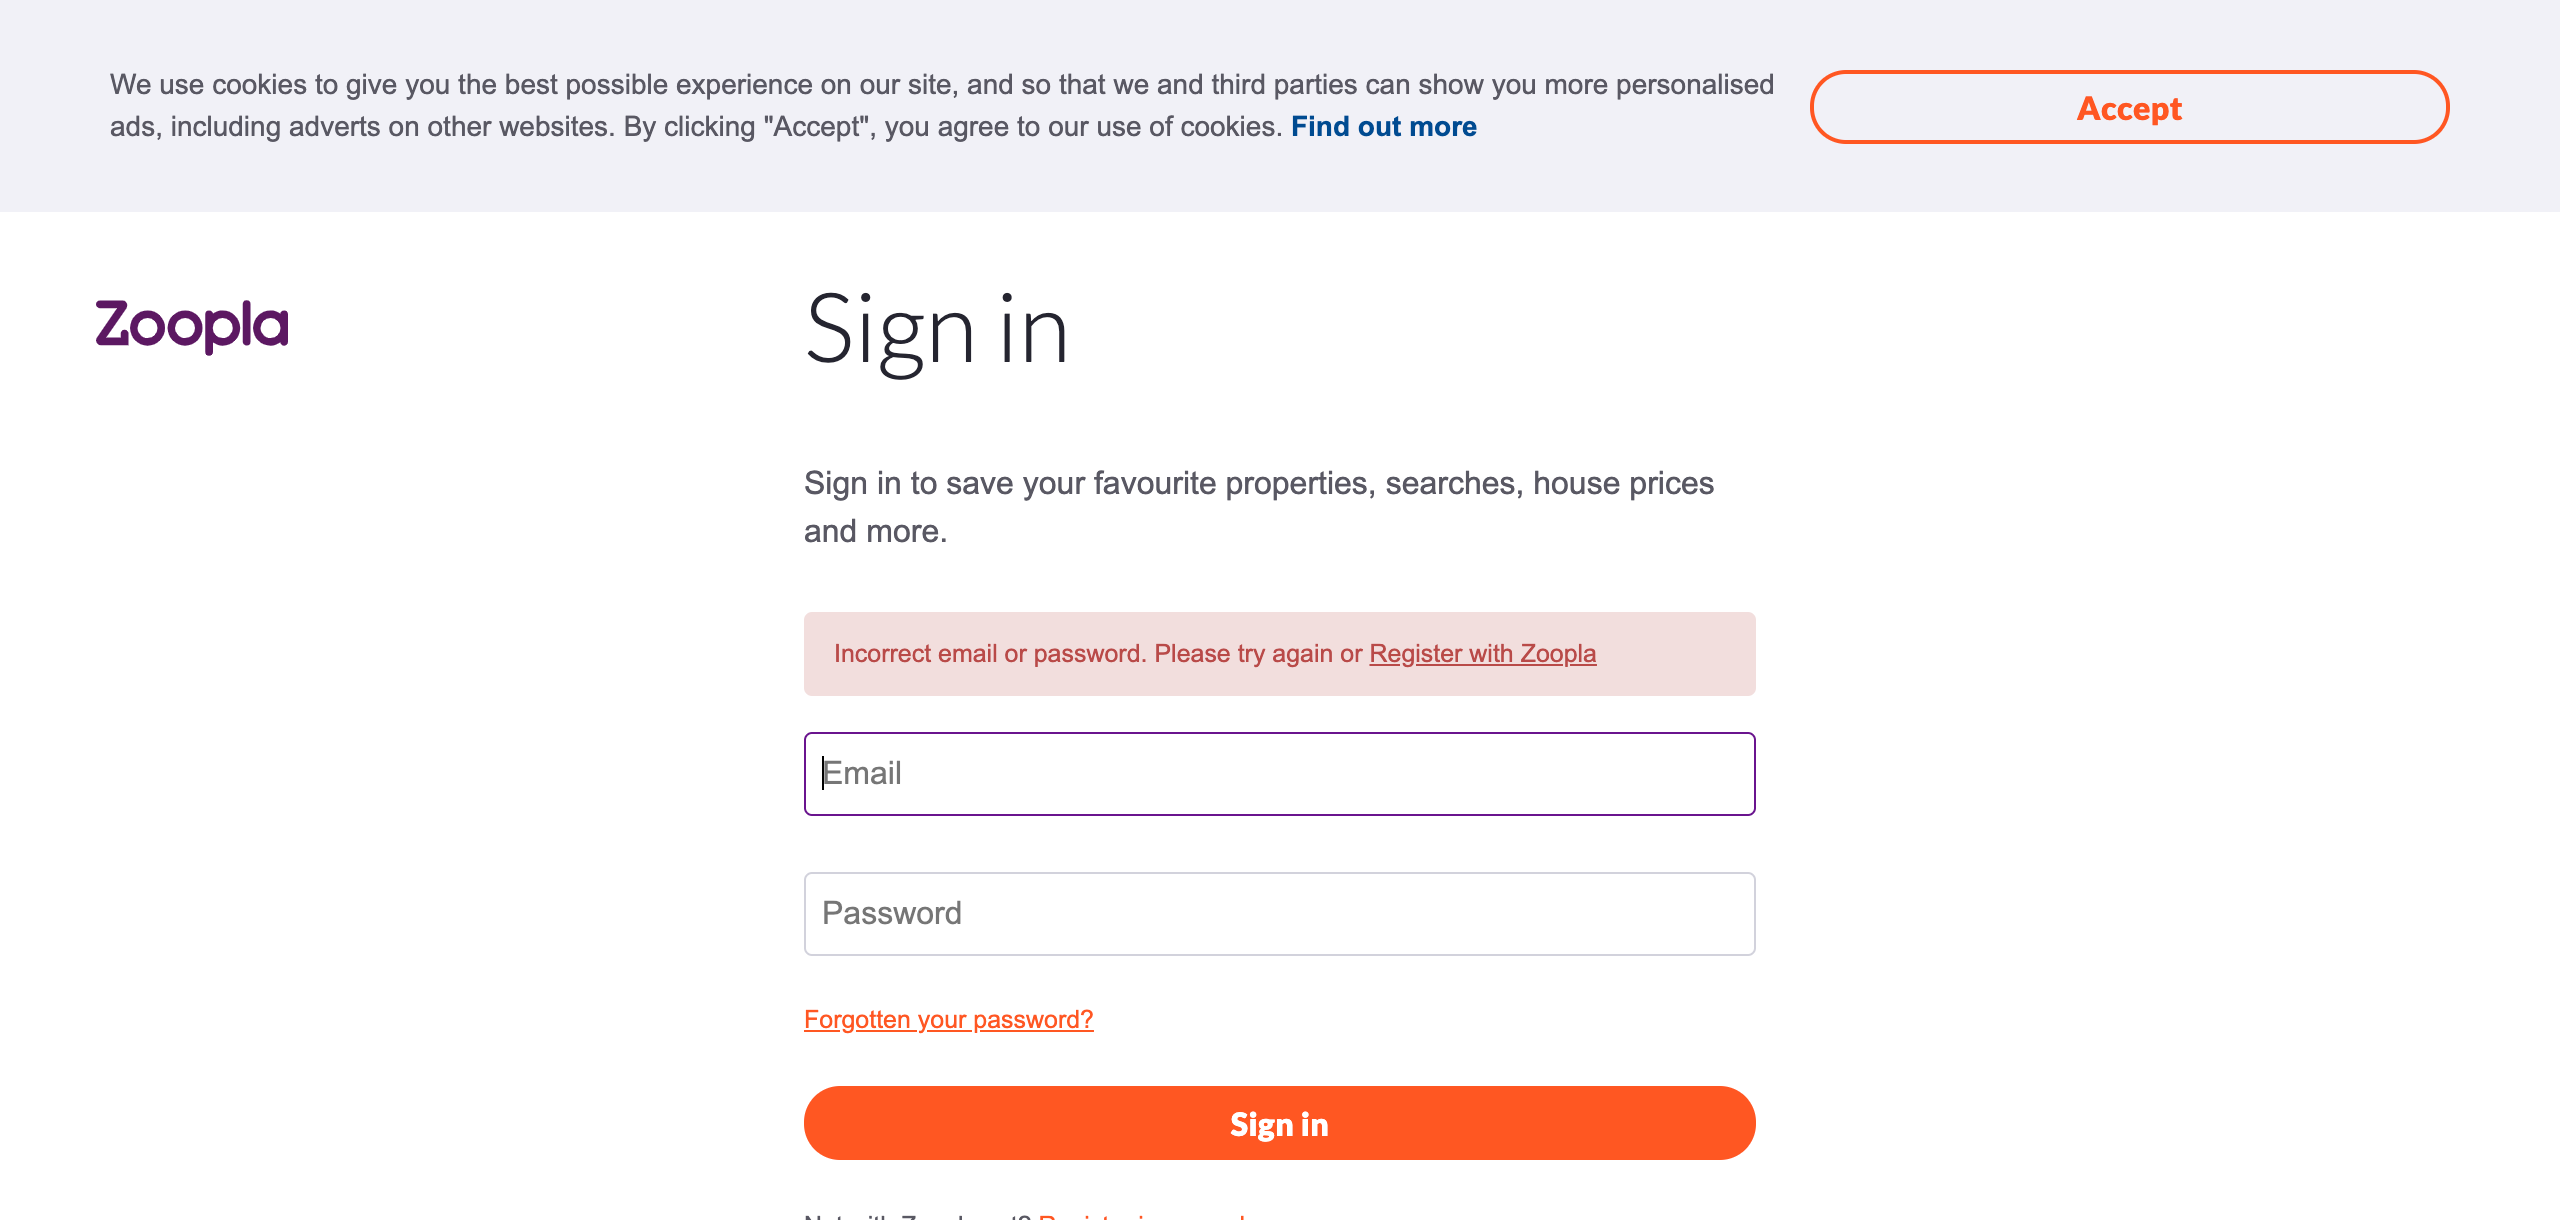 We use cookies to give you the best possible experience on our site, and so that we and third parties can show you more personalised
ads, including adverts on other websites. By clicking "Accept", you agree to our use of cookies. Find out more
Accept
Zoopla
Sign in
Sign in to save your favourite properties, searches, house prices
and more.
Incorrect email or password. Please try again or Register with Zoopla
Email
Password
Forgotten your password?
Sign in